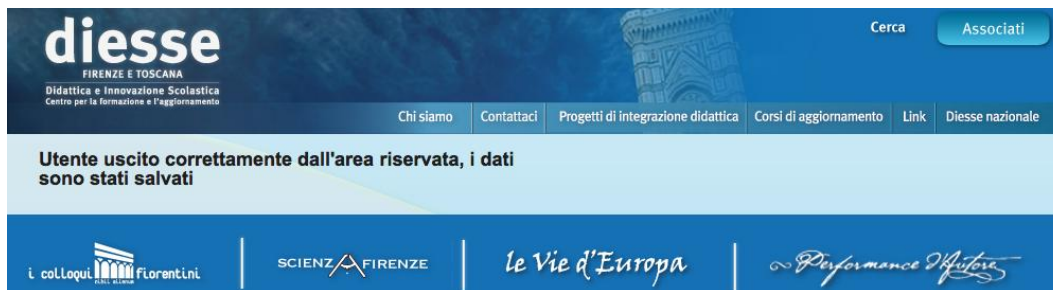 diesse
FIRENZE E TOSCANA
Didattica e Innovazione Scolastica
Centro per la formazione e l'aggiornamento
Cerca
Associati
Chi siamo
Contattaci
Progetti di integrazione didattica
Corsi di aggiornamento
Link
Diesse nazionale
Utente uscito correttamente dall'area riservata, i dati
sono stati salvati
i colloqui fiorentini
nihil alienum
SCIENZAFIRENZE
le Vie d'Europa
Performance d'Autore